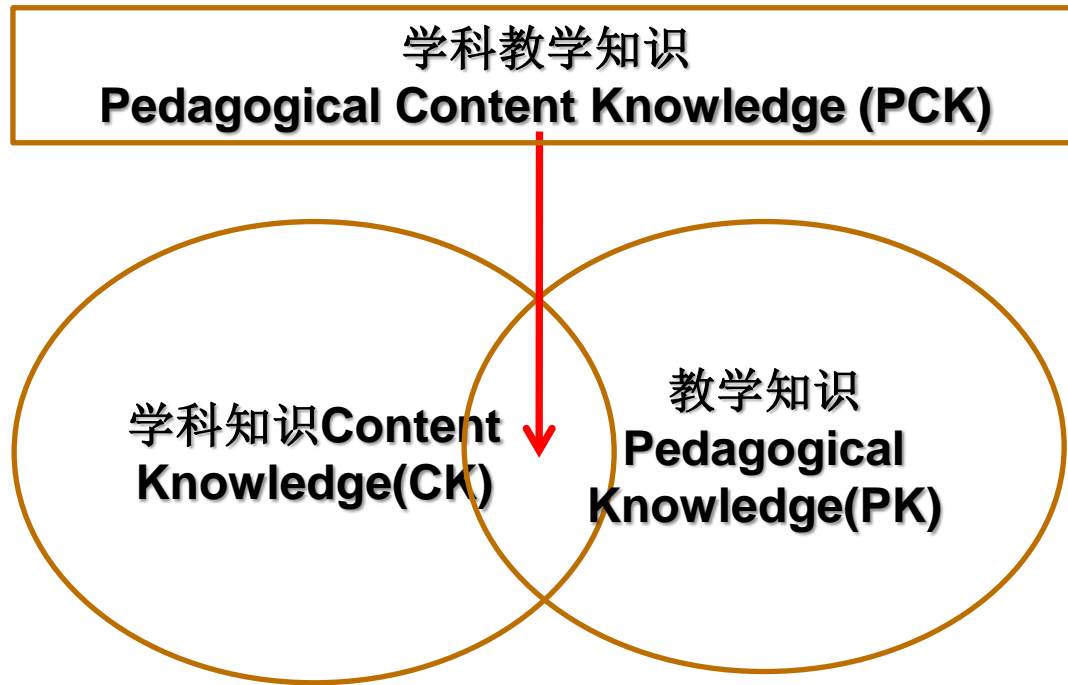 学科教学知识
Pedagogical Content Knowledge (PCK)
学科知识Content
Knowledge(CK)
教学知识
Pedagogical
Knowledge(PK)